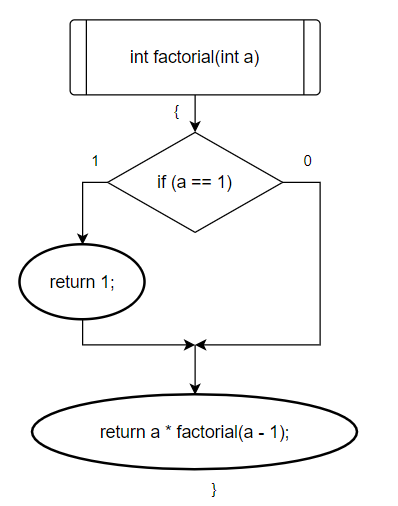 int factorial(int a)
{
1
0
if (a == 1)
return 1;
return a * factorial(a - 1);
}